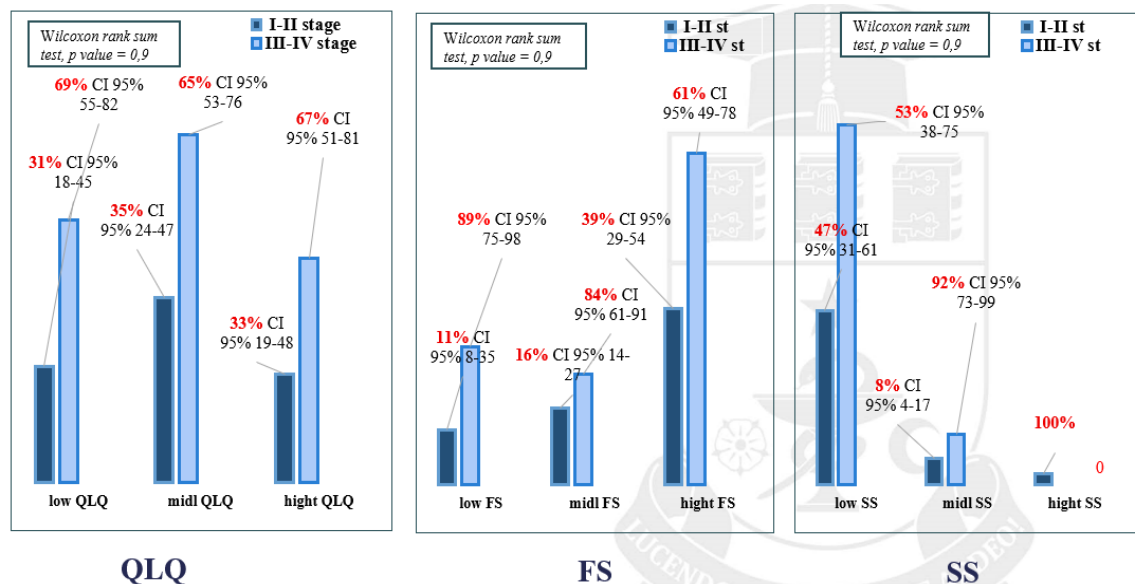 I-II stage
III-IV stage
Wilcoxon rank sum
test, p value = 0,9
69% CI 95%
55-82
65% CI 95%
53-76
67% CI
95% 51-81
31% CI 95%
18-45
35% CI
95% 24-47
33% CI
95% 19-48
low QLQ
midl QLQ
hight QLQ
QLQ
I-II st
III-IV st
Wilcoxon rank sum
test, p value = 0,9
61% CI
95% 49-78
89% CI 95%
75-98
39% CI 95%
29-54
84% CI
95% 61-91
11% CI
95% 8-35
16% CI 95% 14-
27
low FS
midl FS
hight FS
FS
I-II st
III-IV st
Wilcoxon rank sum
test, p value = 0,9
53% CI 95%
38-75
47% CI
95% 31-61
92% CI 95%
73-99
8% CI
95% 4-17
100%
0
low SS
midl SS
hight SS
SS